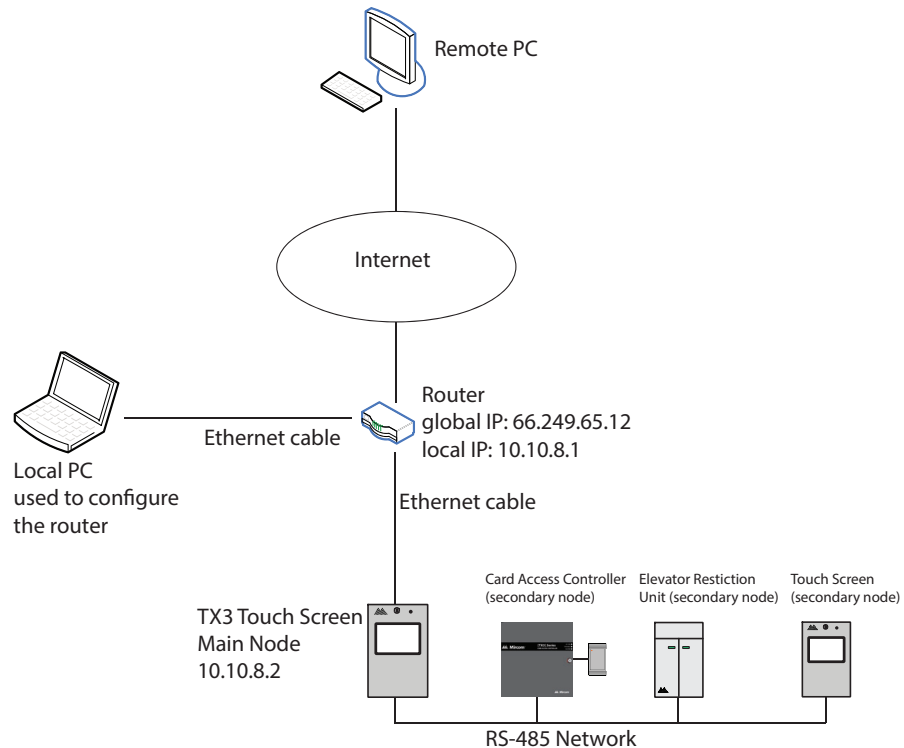 Remote PC
Internet
Router
global IP: 66.249.65.12
local IP: 10.10.8.1
Ethernet cable
Local PC
used to configure
the router
Ethernet cable
Card Access Controller
(secondary node)
Elevator Restiction
Unit (secondary node)
Touch Screen
(secondary node)
TX3 Touch Screen
Main Node
10.10.8.2
Mircom
RS-485 Network